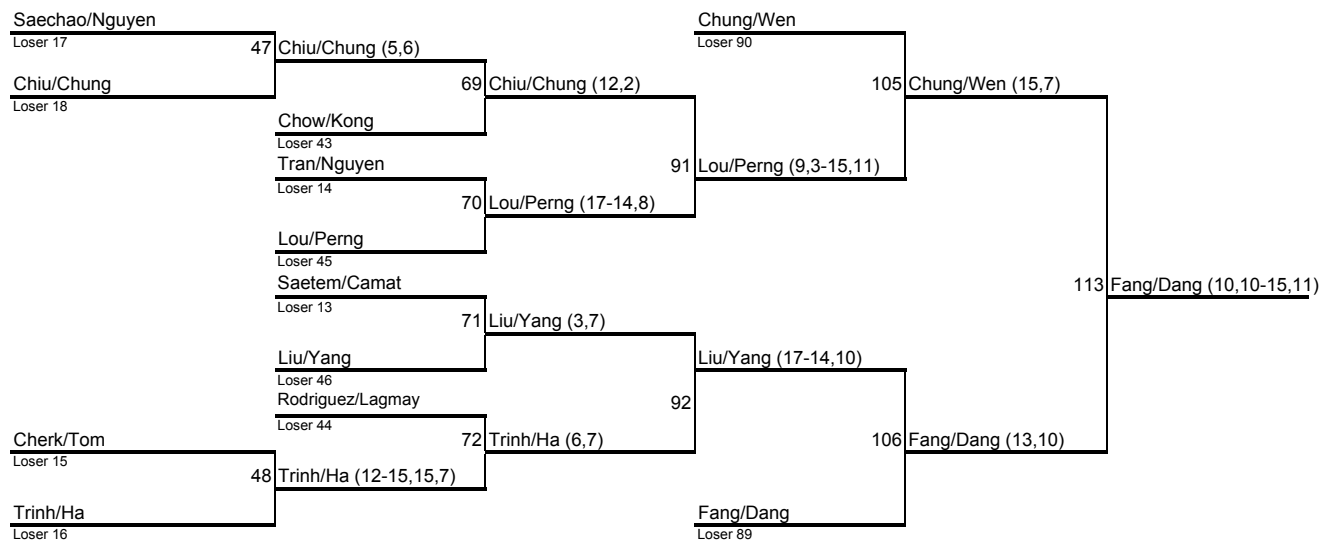 Saechao/Nguyen
Loser 17
47 Chiu/Chung (5,6)
Chiu/Chung
Loser 18
69 Chiu/Chung (12,2)
Chow/Kong
Loser 43
Tran/Nguyen
Loser 14
70 Lou/Perng (17-14,8)
Lou/Perng
Loser 45
Saetem/Camat
Loser 13
71 Liu/Yang (3,7)
Liu/Yang
Loser 46
Rodriguez/Lagmay
Loser 44
72 Trinh/Ha (6,7)
Cherk/Tom
Loser 15
48 Trinh/Ha (12-15,15,7)
Trinh/Ha
Loser 16
Chung/Wen
Loser 90
105 Chung/Wen (15,7)
91 Lou/Perng (9,3-15,11)
113 Fang/Dang (10,10-15,11)
Liu/Yang (17-14,10)
92
106 Fang/Dang (13,10)
Fang/Dang
Loser 89